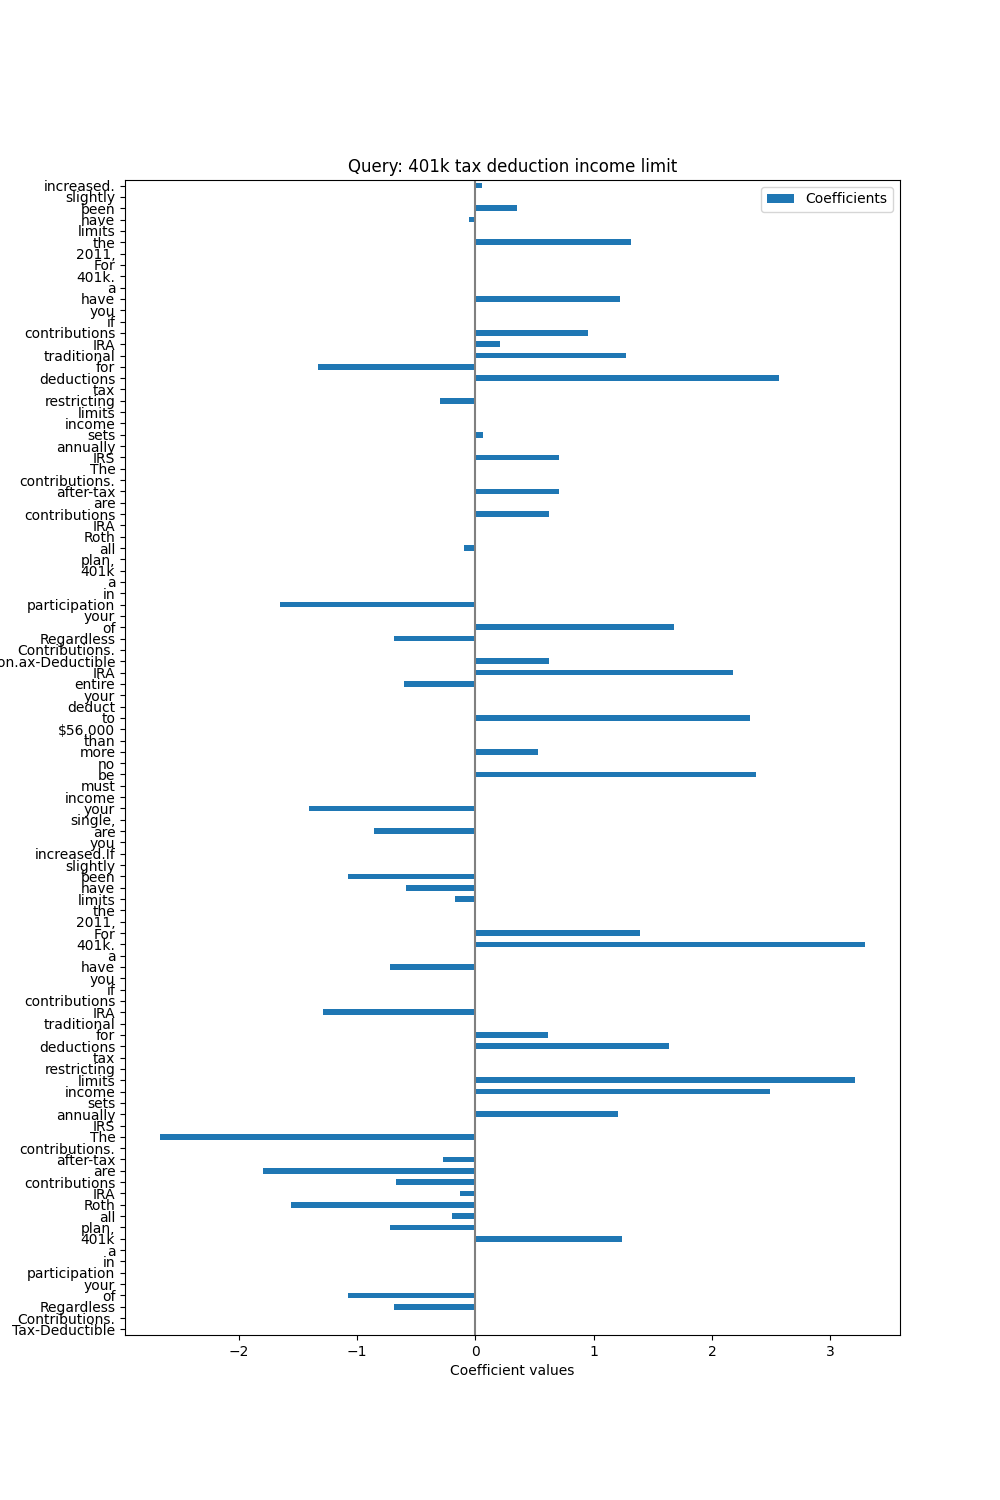 Query: 401k tax deduction income limit
Coefficients
increased.
slightly
been
have
limits
the
2011,
For
401k.
a
have
you
if
contributions
IRA
traditional
for
deductions
tax
restricting
limits
income
sets
annually
IRS
The
contributions.
after-tax
are
contributions
IRA
Roth
all
plan,
401k
a
in
participation
your
of
Regardless
Contributions.
on.ax-Deductible
IRA
entire
your
deduct
to
$56,000
than
more
no
be
must
income
your
single,
are
you
increased.If
slightly
been
have
limits
the
2011,
For
401k.
a
have
you
if
contributions
IRA
traditional
for
deductions
tax
restricting
limits
income
sets
annually
IRS
The
contributions.
after-tax
are
contributions
IRA
Roth
all
plan,
401k
a
in
participation
your
of
Regardless
Contributions.
Tax-Deductible
−2 −1 0 1 2 3
Coefficient values